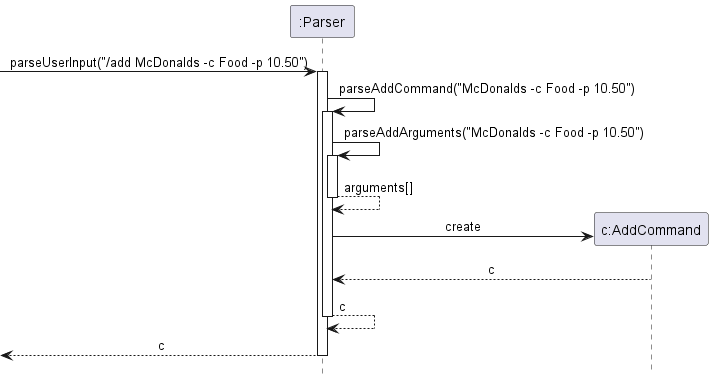 :Parser
parseUserInput("/add McDonalds -c Food -p 10.50")
parseAddCommand("McDonalds -c Food -p 10.50")
parseAddArguments("McDonalds -c Food -p 10.50")
arguments[]
create
c:AddCommand
c
c
c